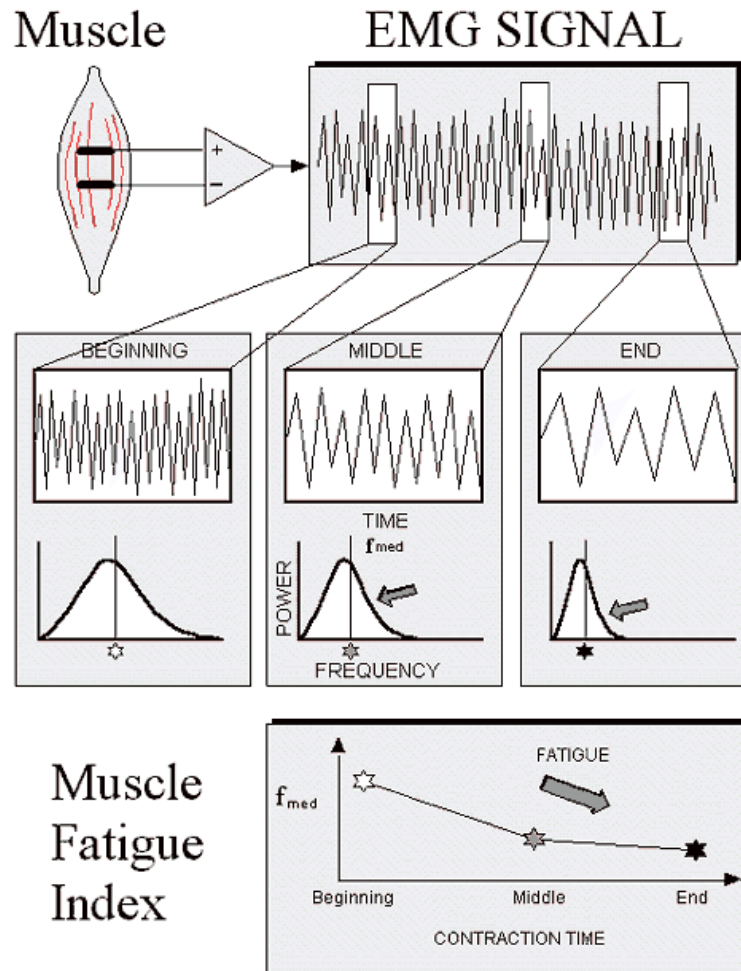 Muscle
EMG SIGNAL
+
−
BEGINNING
MIDDLE
END
TIME
fmed
POWER
FREQUENCY
Muscle
Fatigue
Index
FATIGUE
fmed
Beginning
Middle
End
CONTRACTION TIME